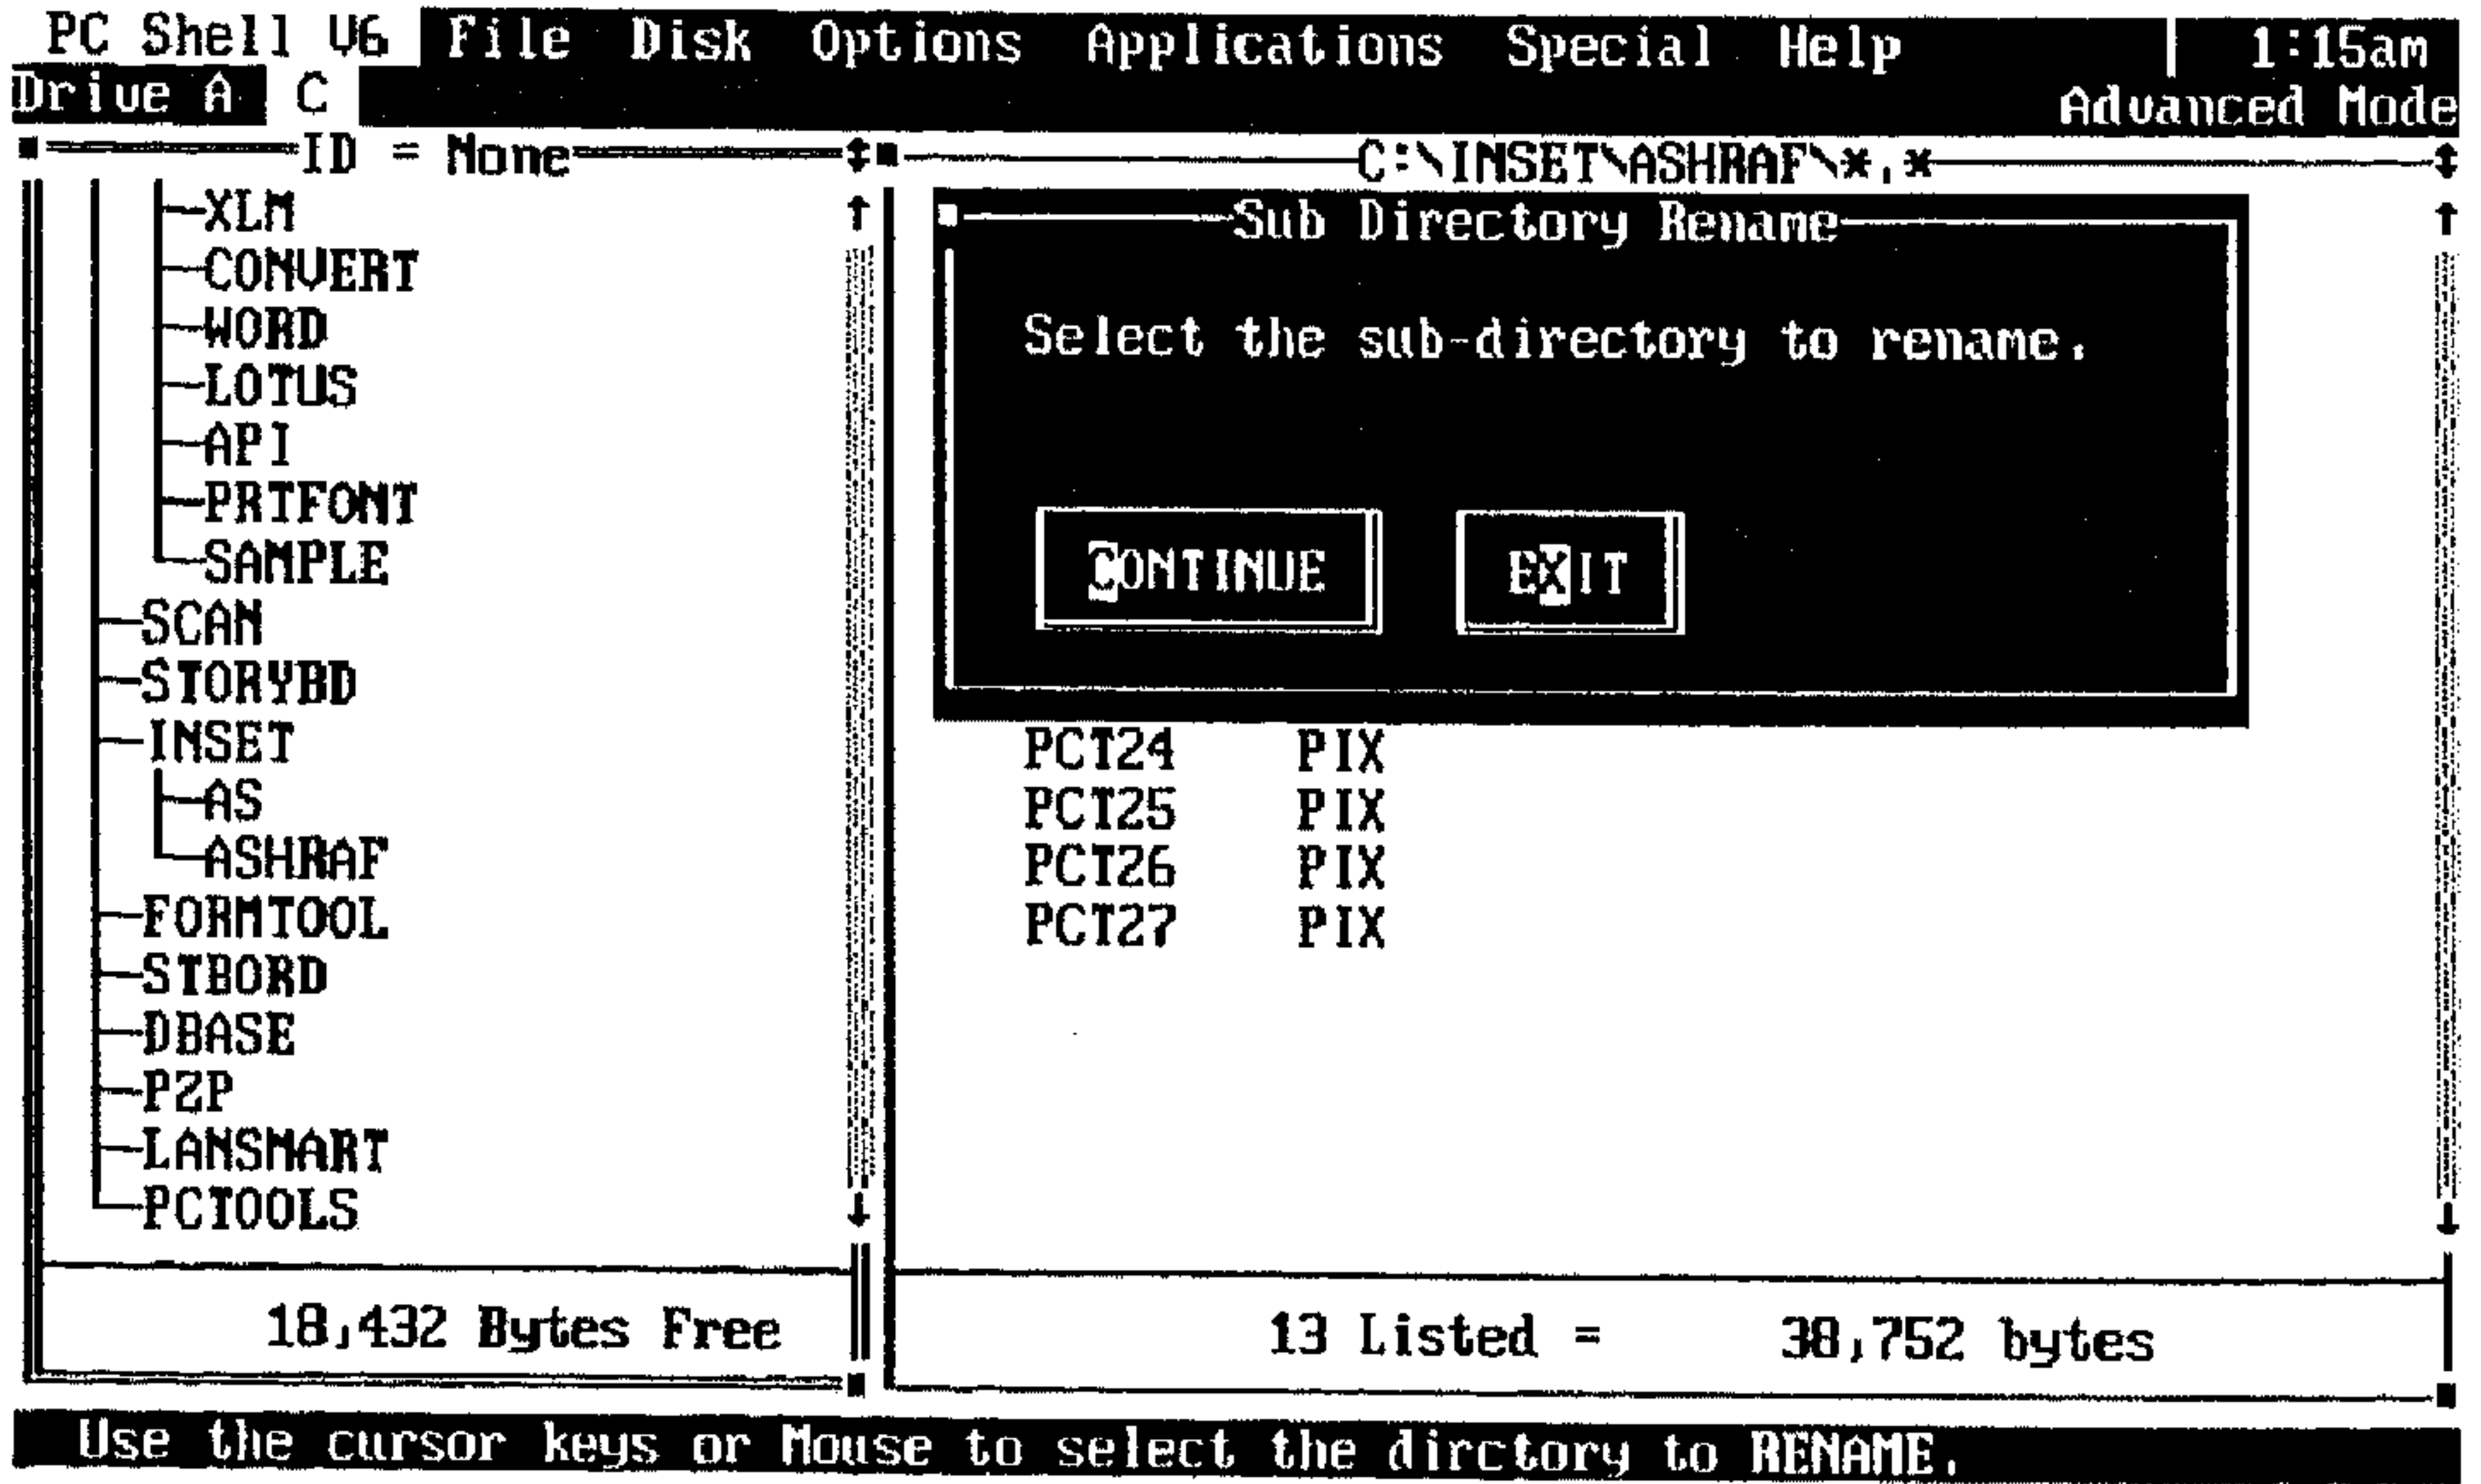 PC Shell V6 File Disk Options Applications Special Help 1:15am
Drive A C Advanced Mode
ID = None
XLM
CONVERT
WORD
LOTUS
API
PRTFONT
SAMPLE
SCAN
STORYBD
INSET
AS
ASHRAF
FORMTOOL
STBORD
DBASE
P2P
LANSMART
PCTOOLS
18,432 Bytes Free
C:\INSET\ASHRAF\*.*
Sub Directory Rename
Select the sub-directory to rename.
CONTINUE EXIT
PCT24 PIX
PCT25 PIX
PCT26 PIX
PCT27 PIX
13 Listed = 38,752 bytes
Use the cursor keys or Mouse to select the dirctory to RENAME.